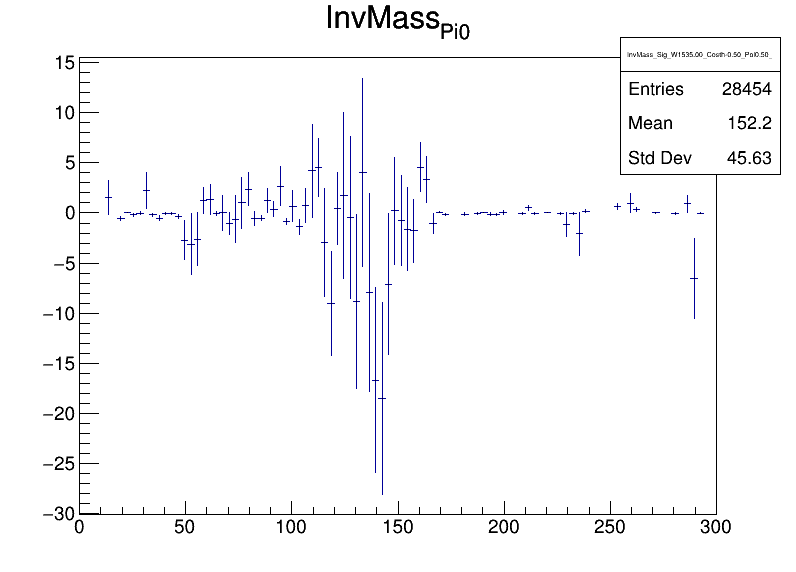 InvMassPi0
InvMass_Sig_W1535.00_Costh-0.50_Pol0.50_
Entries 28454
Mean 152.2
Std Dev 45.63
15
10
5
0
−5
−10
−15
−20
−25
−30
0 50 100 150 200 250 300